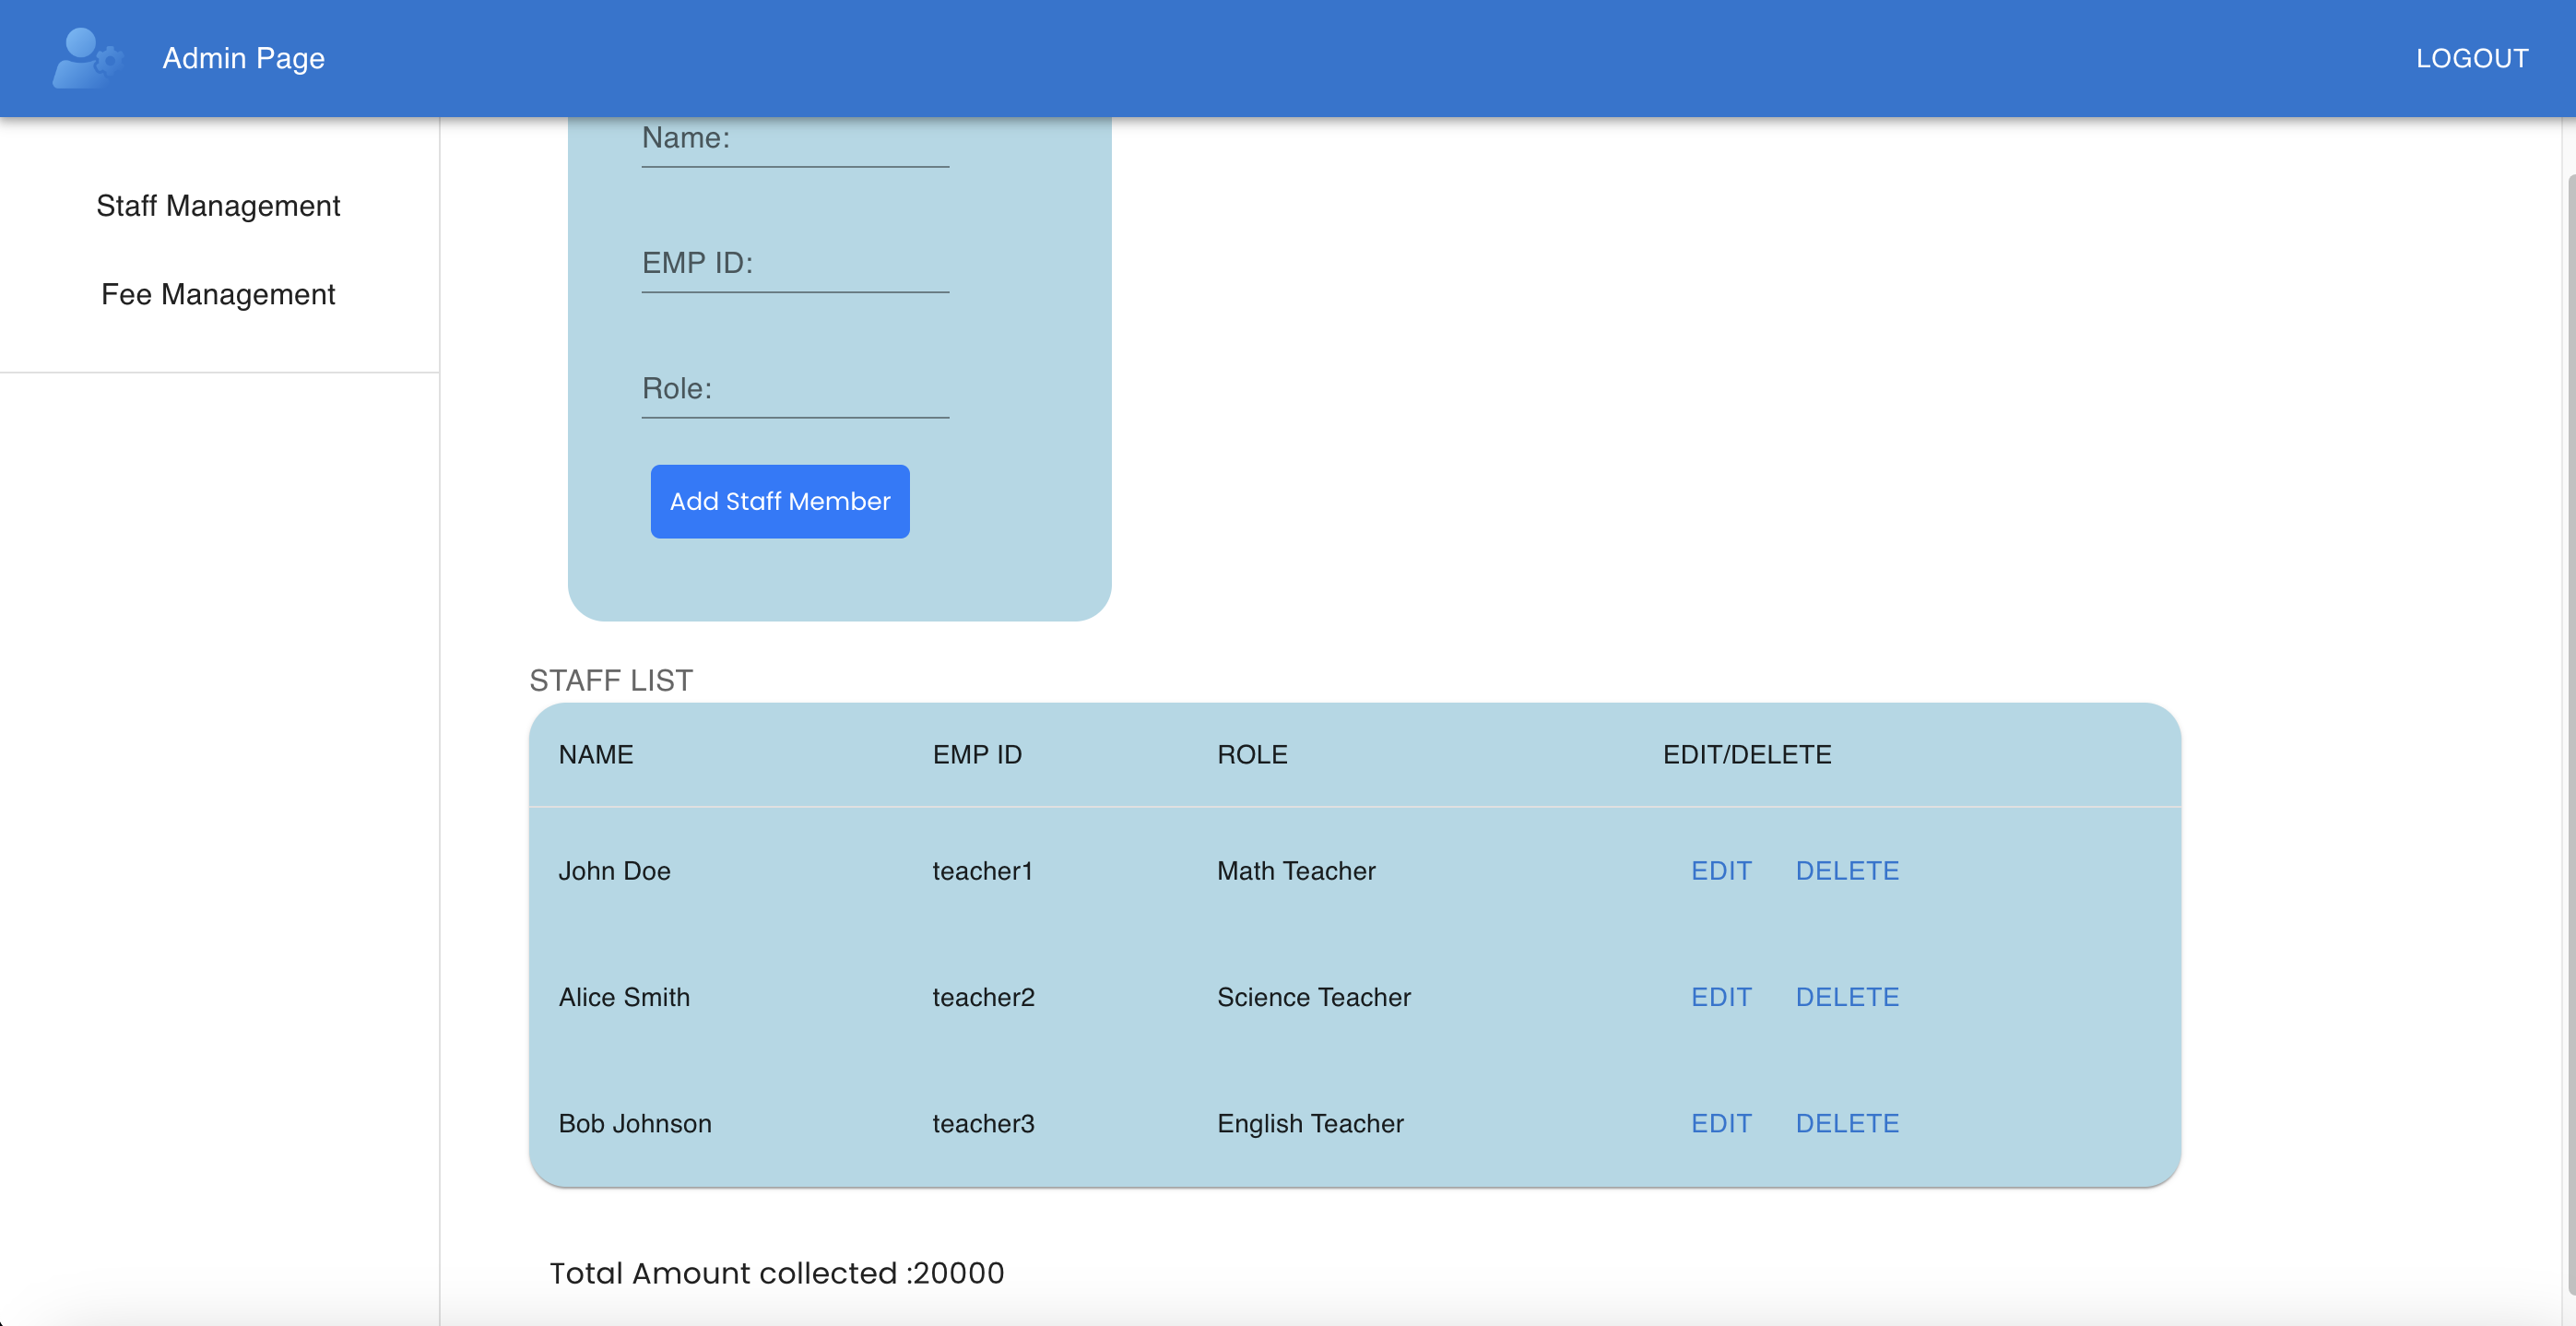 Admin Page
LOGOUT
Staff Management
Fee Management
Name:
EMP ID:
Role:
Add Staff Member
STAFF LIST
NAME EMP ID ROLE EDIT/DELETE
John Doe teacher1 Math Teacher EDIT DELETE
Alice Smith teacher2 Science Teacher EDIT DELETE
Bob Johnson teacher3 English Teacher EDIT DELETE
Total Amount collected :20000